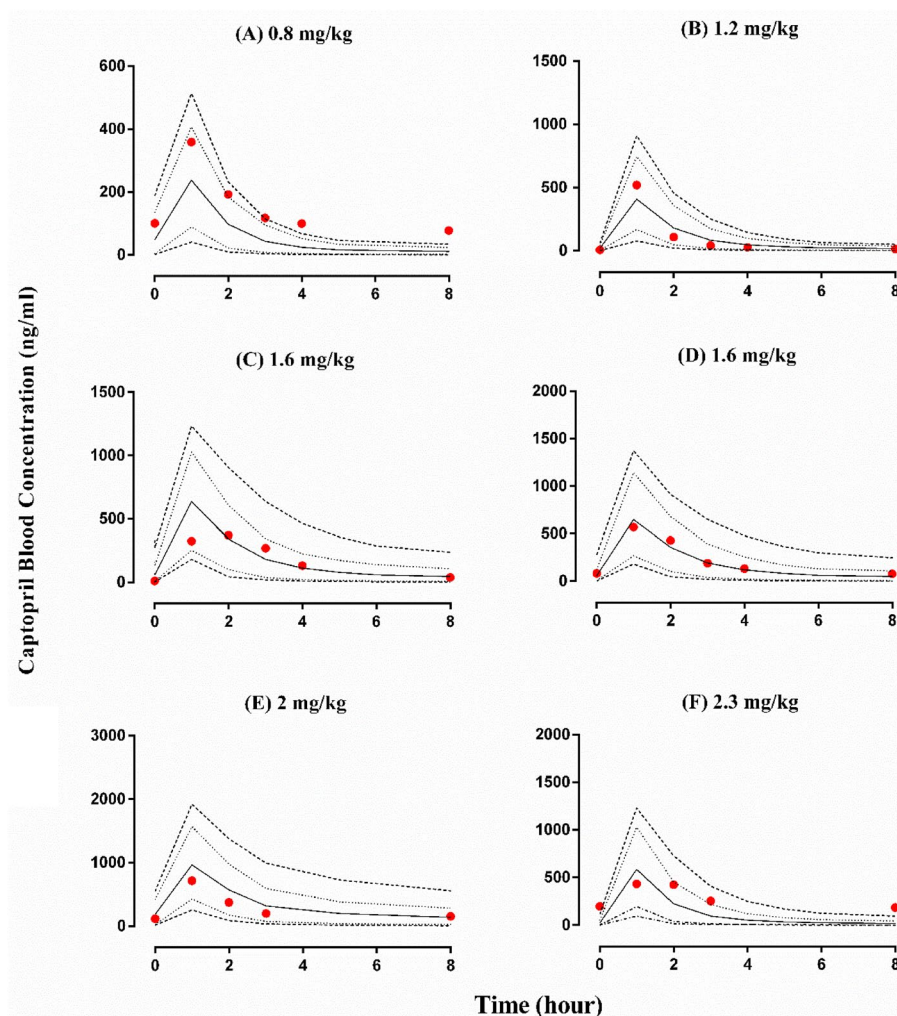 (A) 0.8 mg/kg
600
400
200
0
0 2 4 6 8
(B) 1.2 mg/kg
1500
1000
500
0
0 2 4 6 8
(C) 1.6 mg/kg
1500
1000
500
0
0 2 4 6 8
(D) 1.6 mg/kg
2000
1500
1000
500
0
0 2 4 6 8
(E) 2 mg/kg
3000
2000
1000
0
0 2 4 6 8
(F) 2.3 mg/kg
2000
1500
1000
500
0
0 2 4 6 8
Captopril Blood Concentration (ng/ml)
Time (hour)